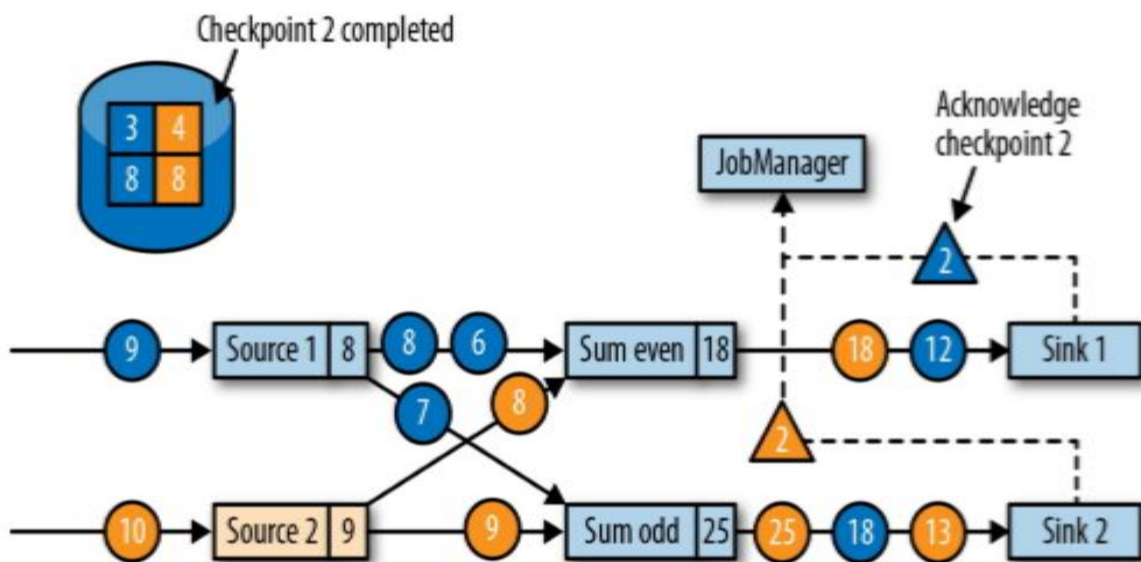 Checkpoint 2 completed
3 4
8 8
Acknowledge
checkpoint 2
JobManager
2
9 Source 1 8 8 6 Sum even 18 18 12 Sink 1
8
7
2
10 Source 2 9 9 Sum odd 25 25 18 13 Sink 2